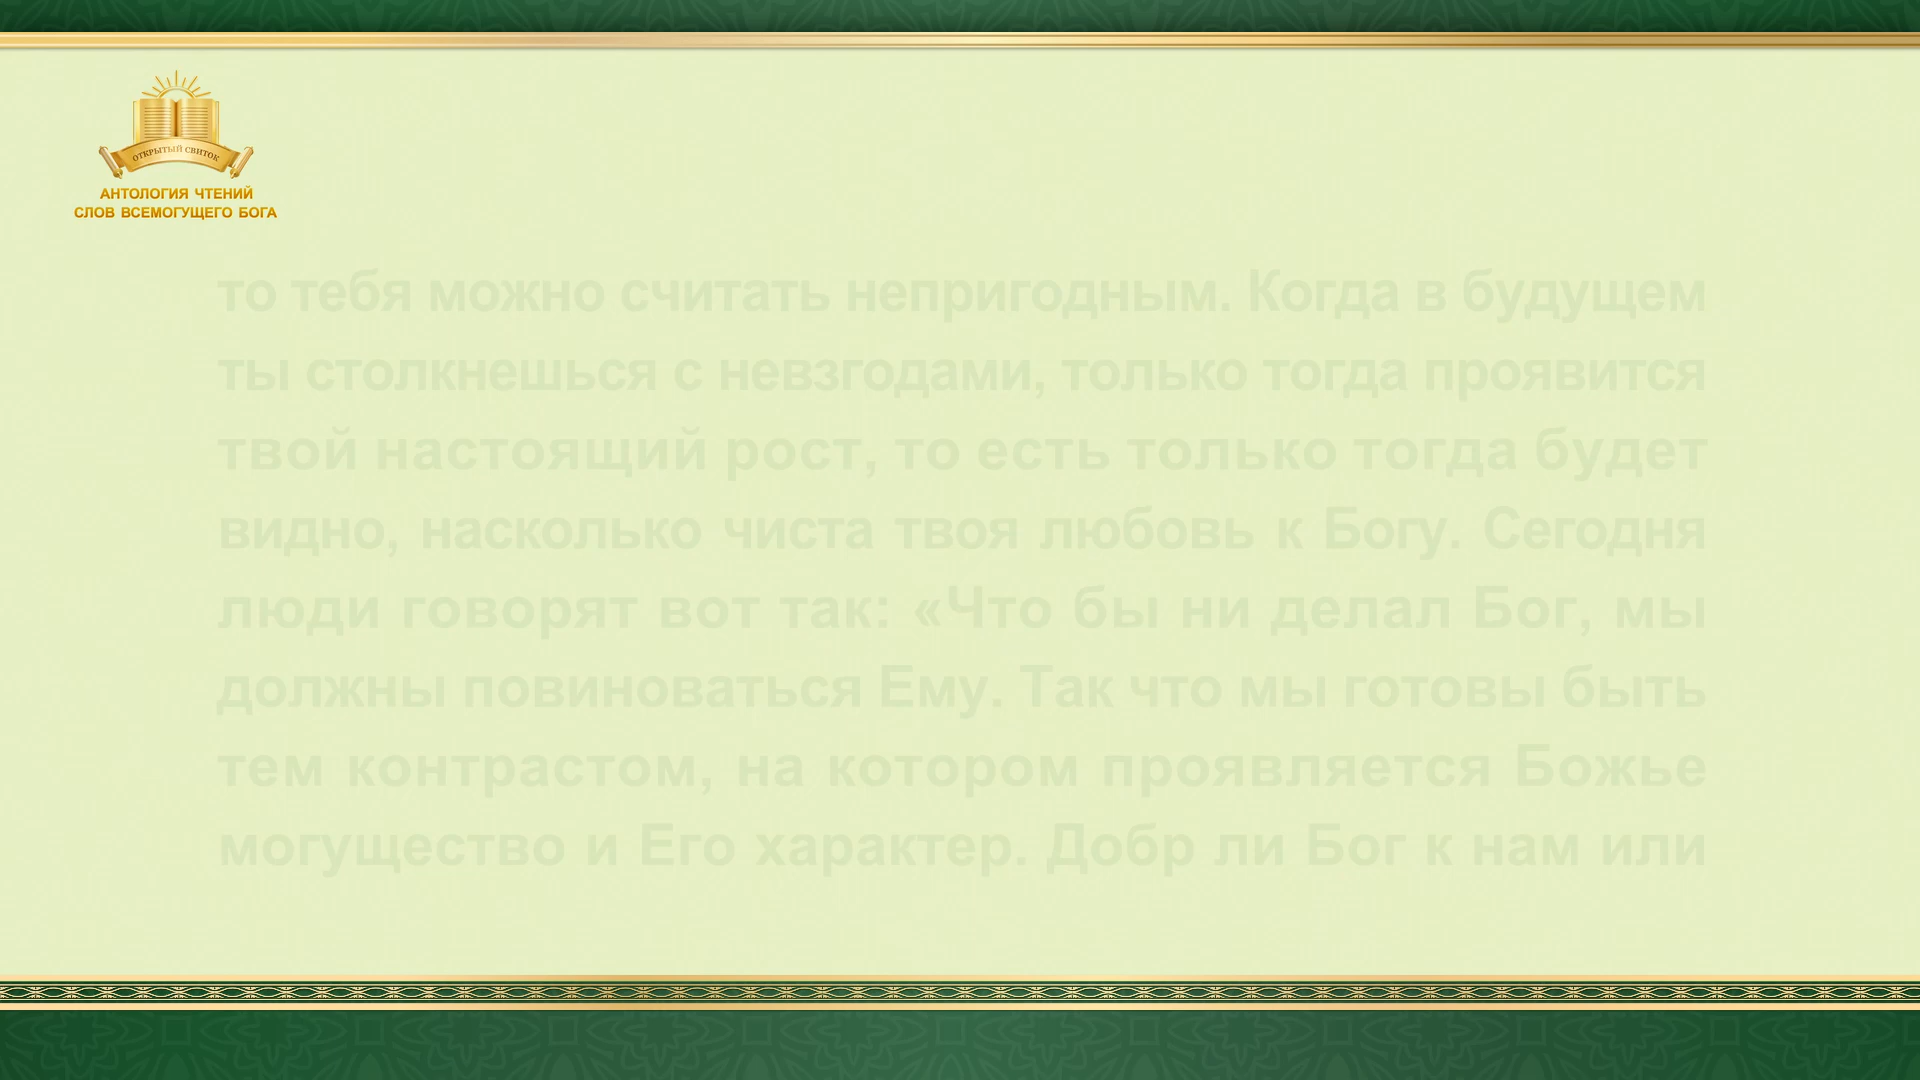 ОТКРЫТЫЙ СВИТОК
АНТОЛОГИЯ ЧТЕНИЙ
СЛОВ ВСЕМОГУЩЕГО БОГА
то тебя можно считать непригодным. Когда в будущем
ты столкнешься с невзгодами, только тогда проявится
твой настоящий рост, то есть только тогда будет
видно, насколько чиста твоя любовь к Богу. Сегодня
люди говорят вот так: «Что бы ни делал Бог, мы
должны повиноваться Ему. Так что мы готовы быть
тем контрастом, на котором проявляется Божье
могущество и Его характер. Добр ли Бог к нам или